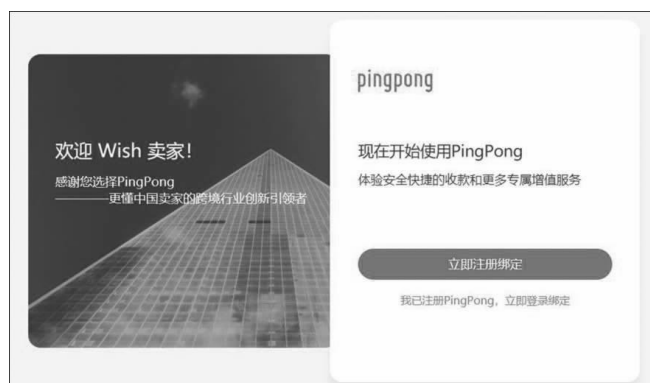 欢迎 Wish 卖家！
感谢您选择PingPong
————更懂中国卖家的跨境行业创新引领者
pingpong
现在开始使用PingPong
体验安全快捷的收款和更多专属增值服务
立即注册绑定
我已注册PingPong，立即登录绑定